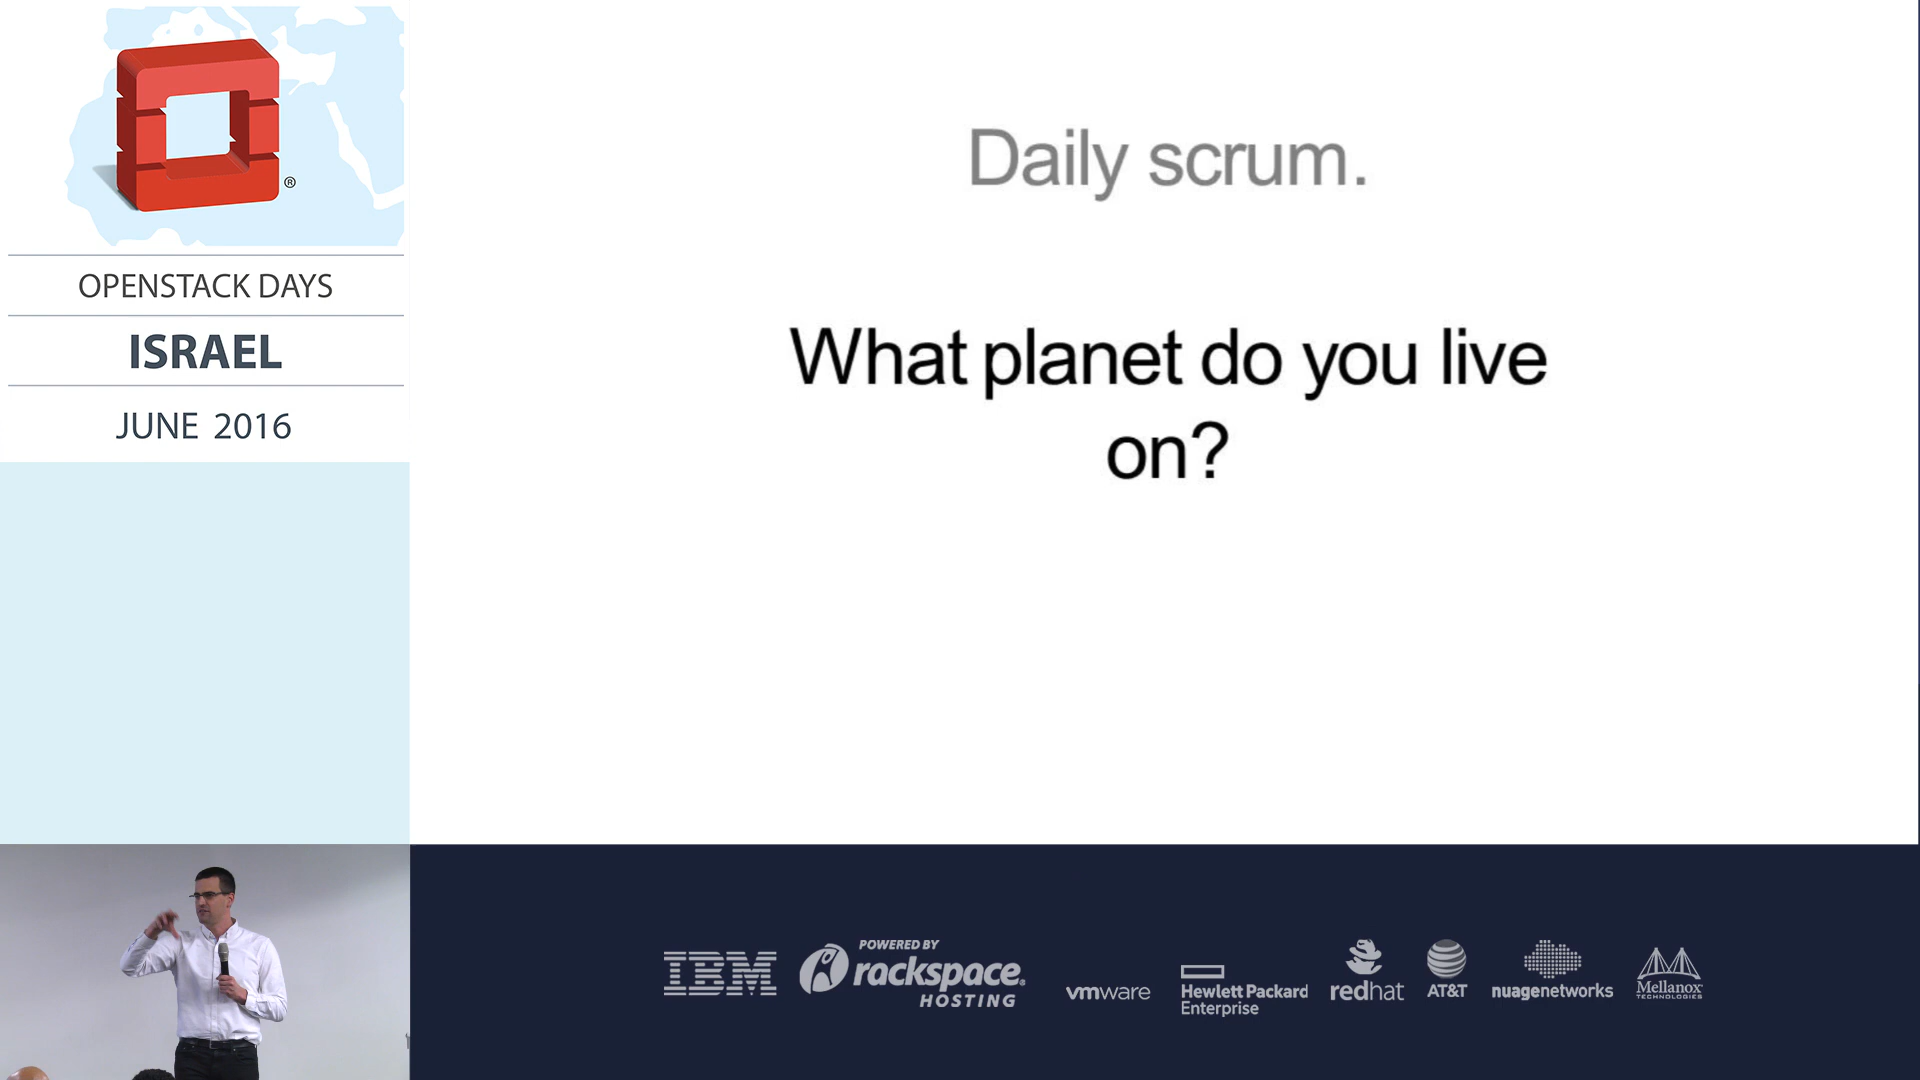 ®
OPENSTACK DAYS
ISRAEL
JUNE 2016
Daily scrum.
What planet do you live
on?
IBM
POWERED BY
rackspace®
HOSTING
vmware
Hewlett Packard
Enterprise
redhat
AT&T
nuagenetworks
Mellanox
TECHNOLOGIES